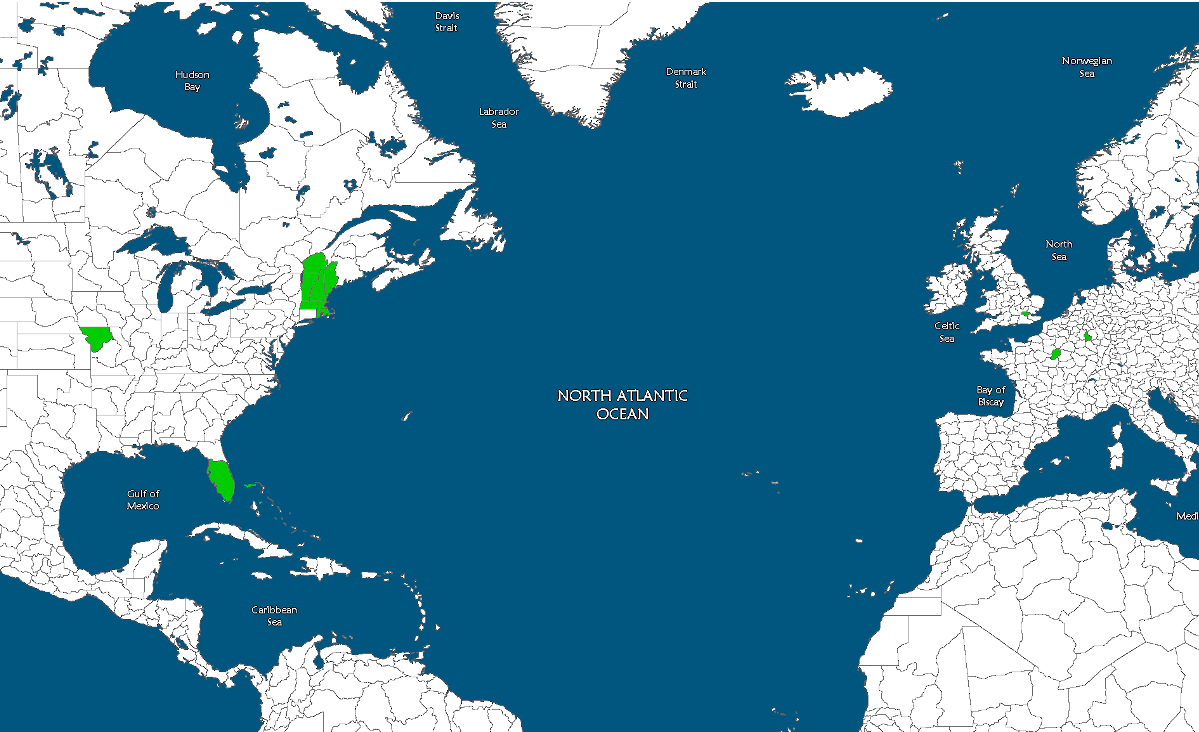 Davis
Strait
Hudson
Bay
Denmark
Strait
Norwegian
Sea
Labrador
Sea
North
Sea
Celtic
Sea
NORTH ATLANTIC
OCEAN
Bay of
Biscay
Gulf of
Mexico
Medi
Caribbean
Sea